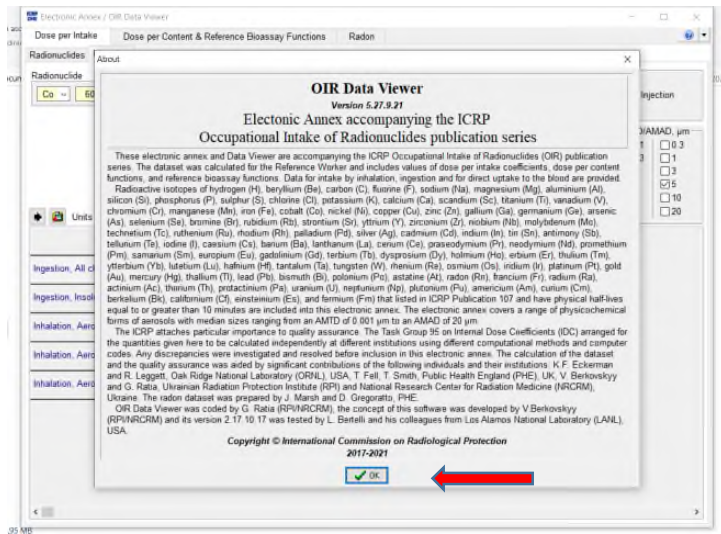 Electronic Annex / OIR Data Viewer
Dose per Intake Dose per Content & Reference Bioassay Functions Radon
Radionuclides
About
Radionuclide
Co 60
OIR Data Viewer
Version 5.27.9.21
Electonic Annex accompanying the ICRP
Occupational Intake of Radionuclides publication
series
Injection
/AMAD, µm
0.3
1
3
5
10
20
These electronic annex and Data Viewer are accompanying the ICRP Occupational Intake of Radionuclides (OIR) publication
series. The dataset was calculated for the Reference Worker and includes values of dose per intake coefficients, dose per content
functions, and reference bioassay functions. Data for intake by inhalation, ingestion and for direct uptake to the blood are provided.
Radioactive isotopes of hydrogen (H), beryllium (Be), carbon (C), fluorine (F), sodium (Na), magnesium (Mg), aluminium (Al),
silicon (Si), phosphorus (P), sulphur (S), chlorine (Cl), potassium (K), calcium (Ca), scandium (Sc), titanium (Ti), vanadium (V),
chromium (Cr), manganese (Mn), iron (Fe), cobalt (Co), nickel (Ni), copper (Cu), zinc (Zn), gallium (Ga), germanium (Ge), arsenic
(As), selenium (Se), bromine (Br), rubidium (Rb), strontium (Sr), yttrium (Y), zirconium (Zr), niobium (Nb), molybdenum (Mo),
technetium (Tc), ruthenium (Ru), rhodium (Rh), palladium (Pd), silver (Ag), cadmium (Cd), indium (In), tin (Sn), antimony (Sb),
tellurium (Te), iodine (I), caesium (Cs), barium (Ba), lanthanum (La), cerium (Ce), praseodymium (Pr), neodymium (Nd), promethium
(Pm), samarium (Sm), europium (Eu), gadolinium (Gd), terbium (Tb), dysprosium (Dy), holmium (Ho), erbium (Er), thulium (Tm),
ytterbium (Yb), lutetium (Lu), hafnium (Hf), tantalum (Ta), tungsten (W), rhenium (Re), osmium (Os), iridium (Ir), platinum (Pt), gold
(Au), mercury (Hg), thallium (Tl), lead (Pb), bismuth (Bi), polonium (Po), astatine (At), radon (Rn), francium (Fr), radium (Ra),
actinium (Ac), thorium (Th), protactinium (Pa), uranium (U), neptunium (Np), plutonium (Pu), americium (Am), curium (Cm),
berkelium (Bk), californium (Cf), einsteinium (Es), and fermium (Fm) that listed in ICRP Publication 107 and have physical half-lives
equal to or greater than 10 minutes are included into this electronic annex. The electronic annex covers a range of physicochemical
forms of aerosols with median sizes ranging from an AMTD of 0.001 µm to an AMAD of 20 µm.
The ICRP attaches particular importance to quality assurance. The Task Group 95 on Internal Dose Coefficients (IDC) arranged for
the quantities given here to be calculated independently at different institutions using different computational methods and computer
codes. Any discrepancies were investigated and resolved before inclusion in this electronic annex. The calculation of the dataset
and the quality assurance was aided by significant contributions of the following individuals and their institutions: K.F. Eckerman
and R. Leggett, Oak Ridge National Laboratory (ORNL), USA, T. Fell, T. Smith, Public Health England (PHE), UK, V. Berkovskyy
and G. Ratia, Ukrainian Radiation Protection Institute (RPI) and National Research Center for Radiation Medicine (NRCRM),
Ukraine. The radon dataset was prepared by J. Marsh and D. Gregoratto, PHE.
OIR Data Viewer was coded by G. Ratia (RPI/NRCRM), the concept of this software was developed by V.Berkovskyy
(RPI/NRCRM) and its version 2.17.10.17 was tested by L. Bertelli and his colleagues from Los Alamos National Laboratory (LANL),
USA.
Copyright © International Commission on Radiological Protection
2017-2021
OK
Units
Ingestion, All
Ingestion, Insol
Inhalation, Aero
Inhalation, Aero
Inhalation, Aero
.95 MB